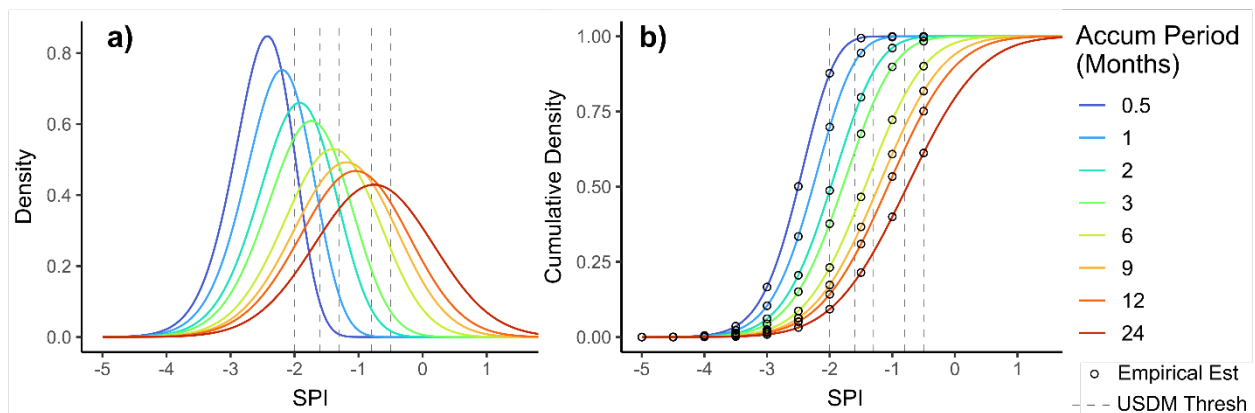 a)
Density
0.8
0.6
0.4
0.2
0.0
-5 -4 -3 -2 -1 0 1
SPI
b)
Cumulative Density
1.00
0.75
0.50
0.25
0.00
-5 -4 -3 -2 -1 -0 1
SPI
Accum Period
(Months)
0.5
1
2
3
6
9
12
24
Empirical Est
USDM Thresh